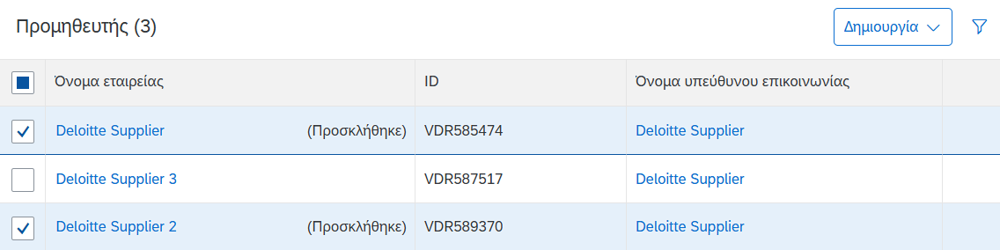 Προμηθευτής (3)
Δημιουργία
Όνομα εταιρείας ID Όνομα υπεύθυνου επικοινωνίας
Deloitte Supplier (Προσκλήθηκε) VDR585474 Deloitte Supplier
Deloitte Supplier 3 VDR587517 Deloitte Supplier
Deloitte Supplier 2 (Προσκλήθηκε) VDR589370 Deloitte Supplier